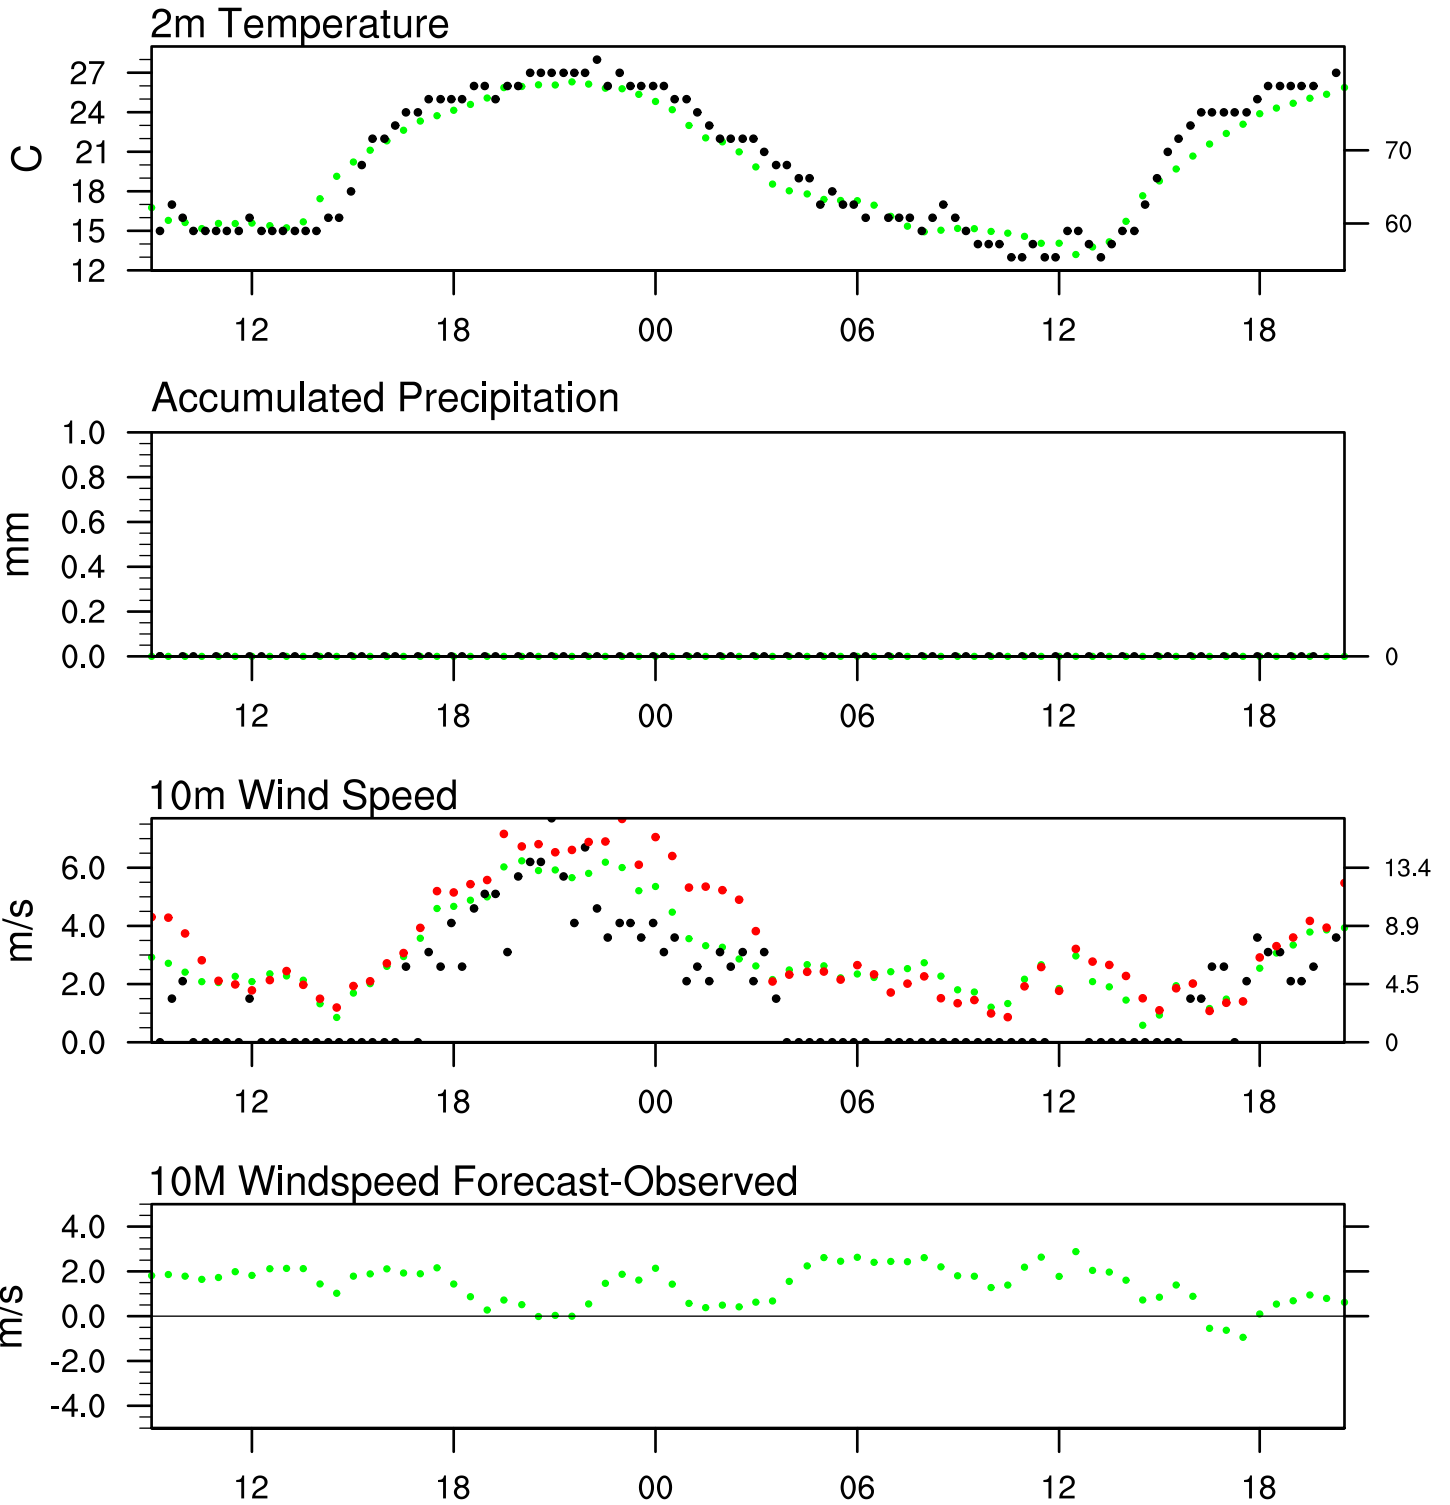 2m Temperature
27
24
21
18
15
12
C
70
60
12 18 00 06 12 18
Accumulated Precipitation
1.0
0.8
0.6
0.4
0.2
0.0
mm
0
12 18 00 06 12 18
10m Wind Speed
6.0
4.0
2.0
0.0
m/s
13.4
8.9
4.5
0
12 18 00 06 12 18
10M Windspeed Forecast-Observed
4.0
2.0
0.0
-2.0
-4.0
m/s
12 18 00 06 12 18